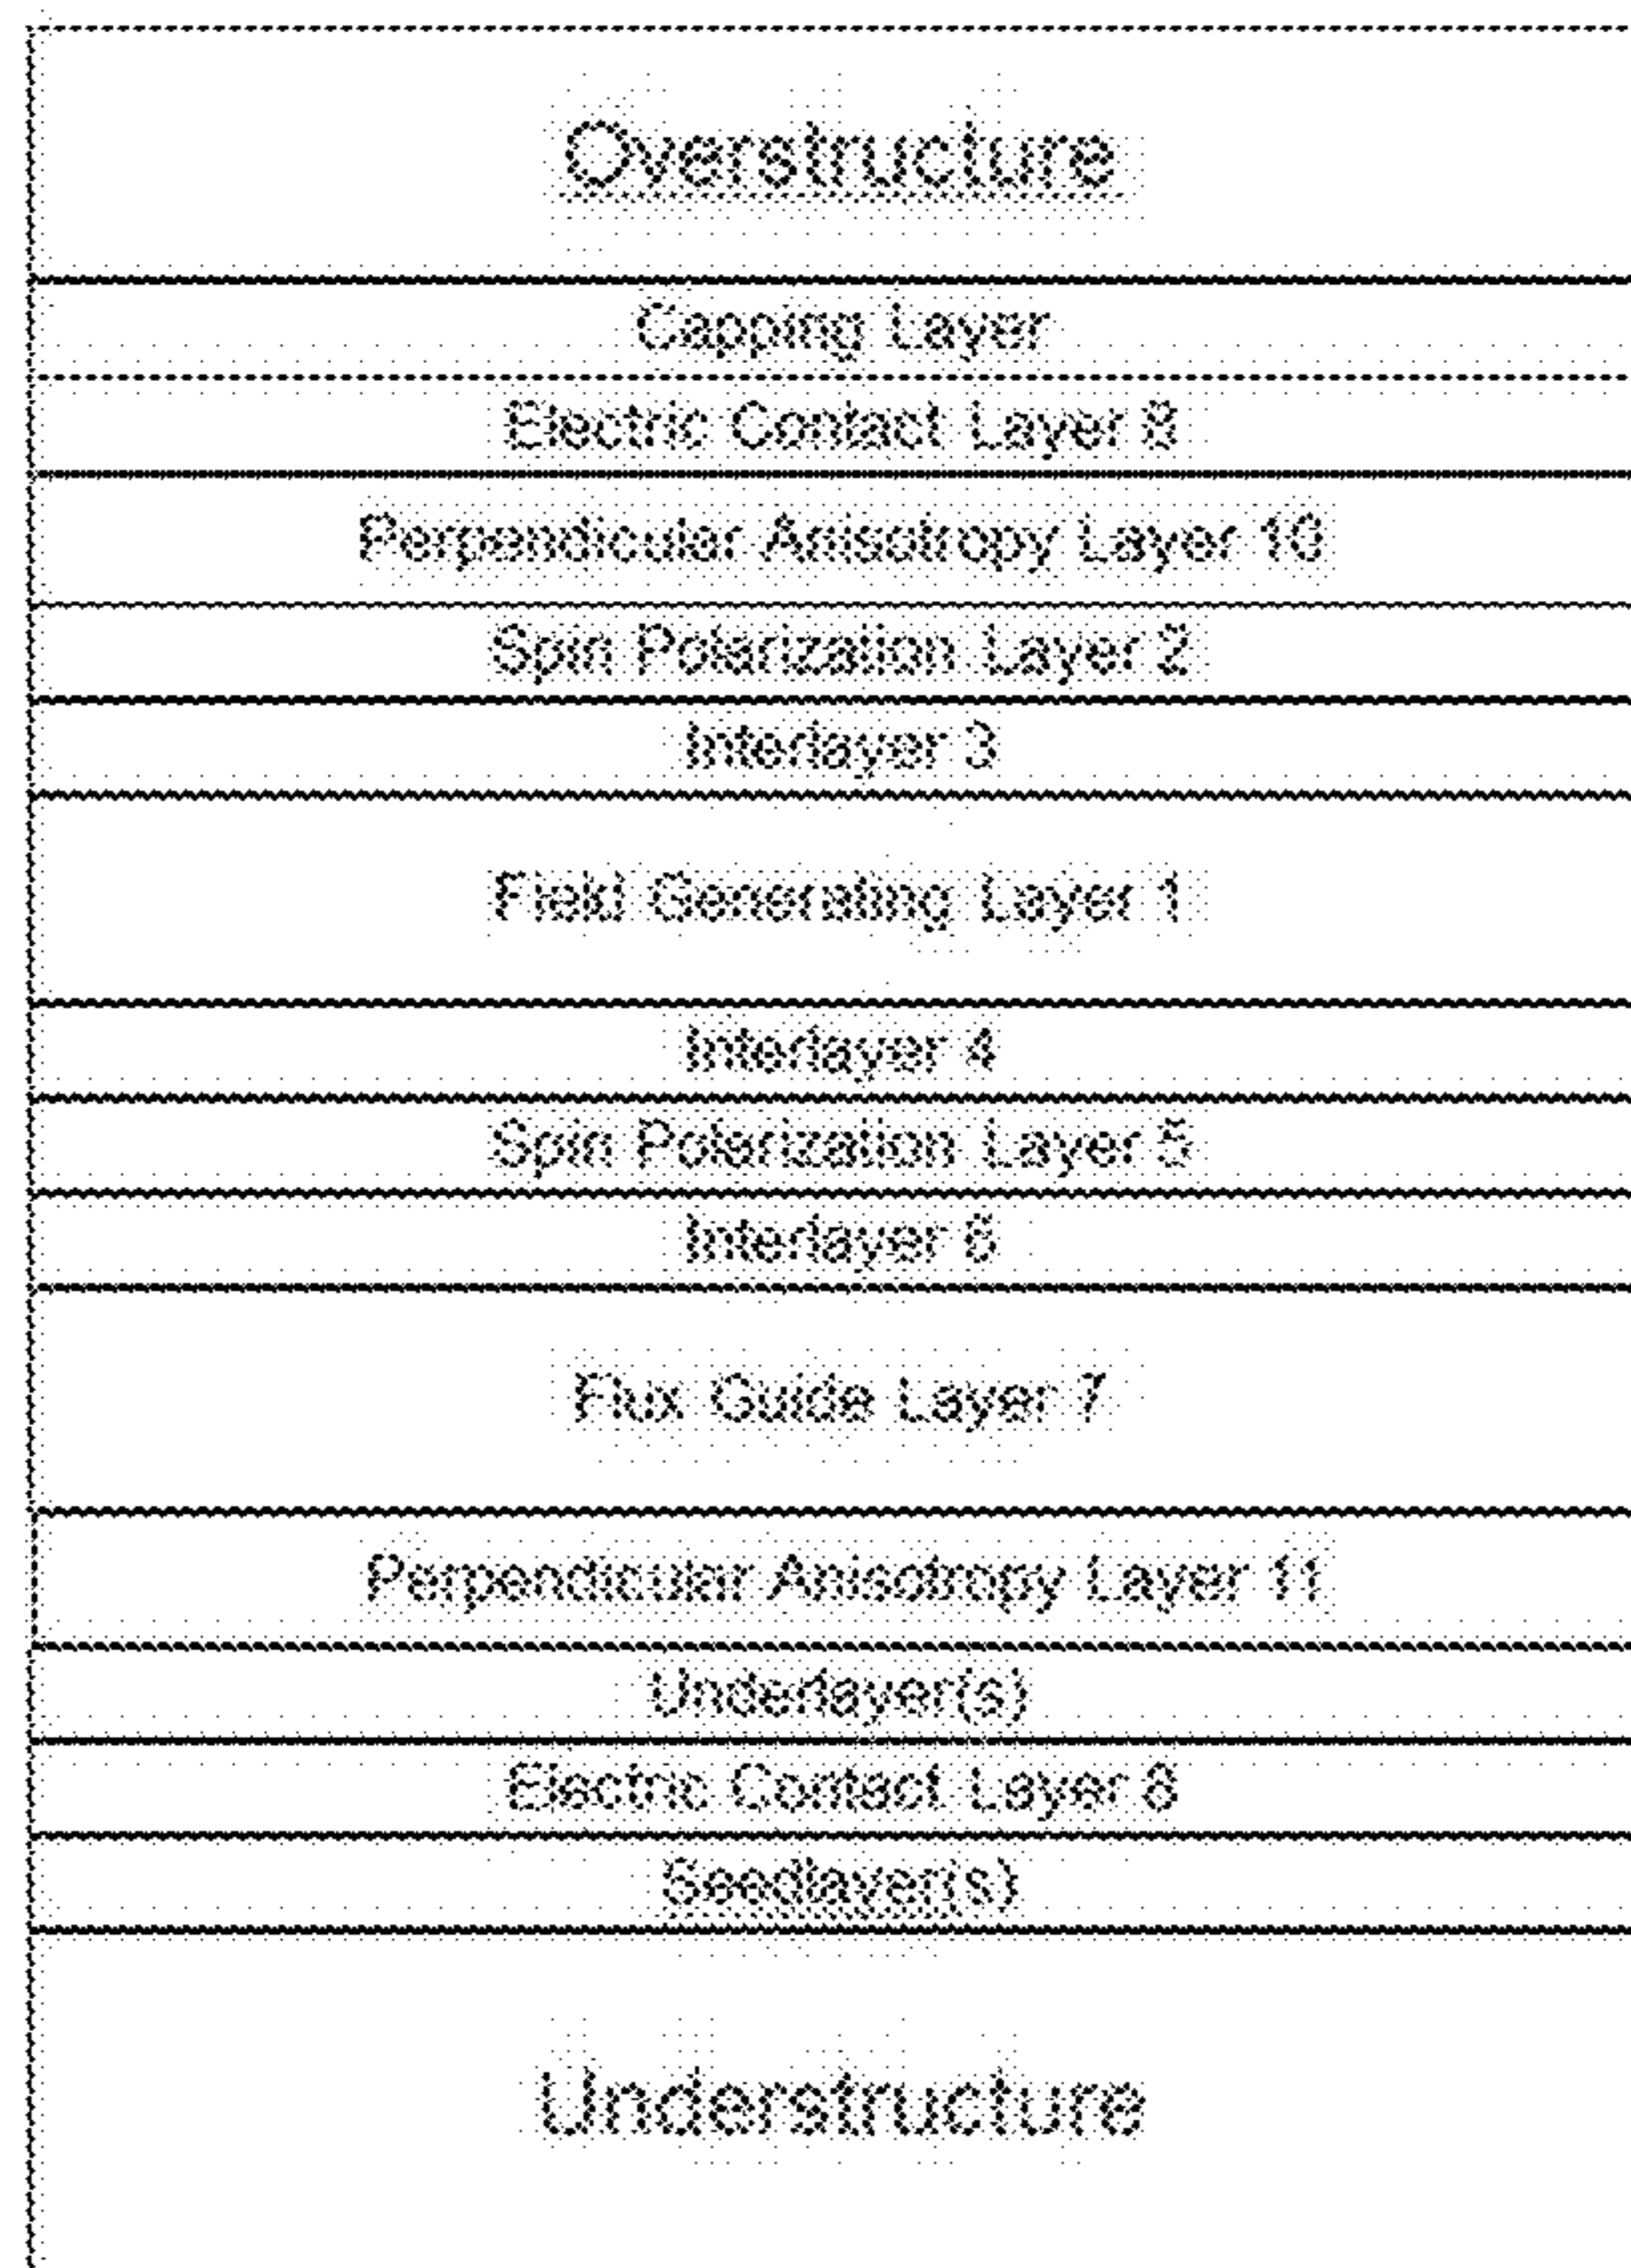 Overstructure
Capping Layer
Electric Contact Layer
Perpendicular Anisotropy Layer 10
Spin Polarization Layer 2
Interlayer 3
Field Generating Layer 1
Interlayer 4
Spin Polarization Layer 5
Interlayer 6
Flux Guide Layer 7
Perpendicular Anisotropy Layer 11
Underlayer(s)
Electric Contact Layer 8
Seedlayer(s)
Understructure